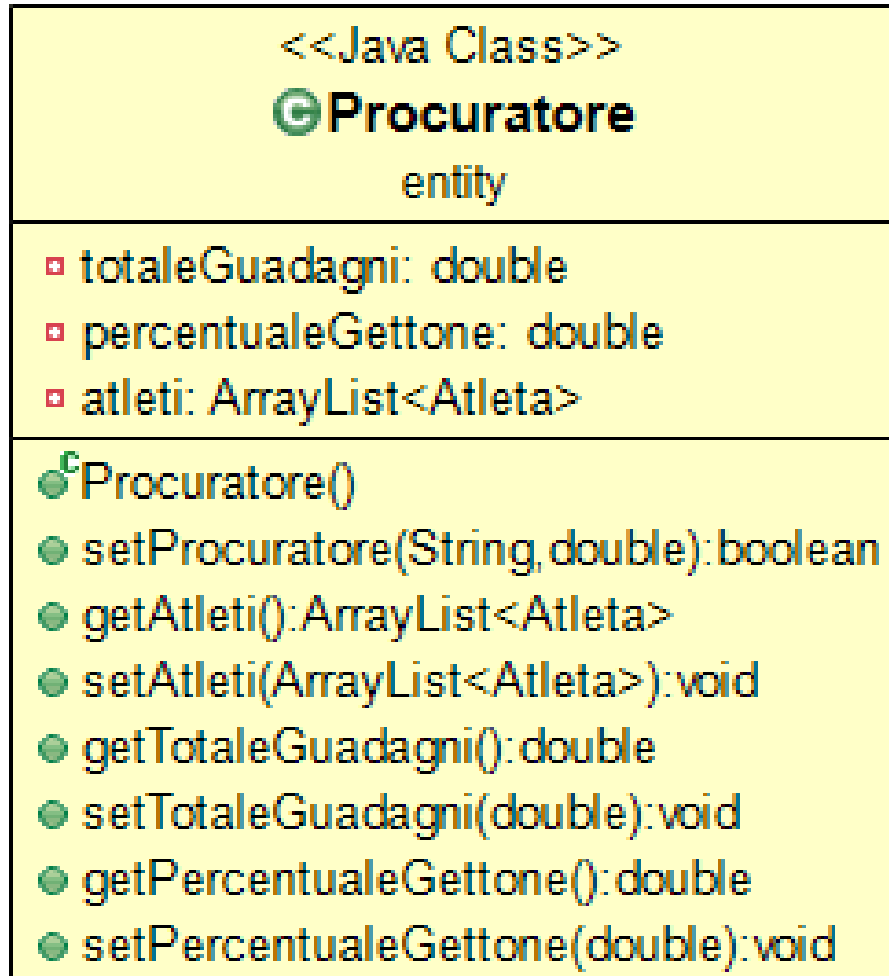 <<Java Class>>
C Procuratore
entity
totaleGuadagni: double
percentualeGettone: double
atleti: ArrayList<Atleta>
c Procuratore()
setProcuratore(String,double):boolean
getAtleti():ArrayList<Atleta>
setAtleti(ArrayList<Atleta>):void
getTotaleGuadagni():double
setTotaleGuadagni(double):void
getPercentualeGettone():double
setPercentualeGettone(double):void